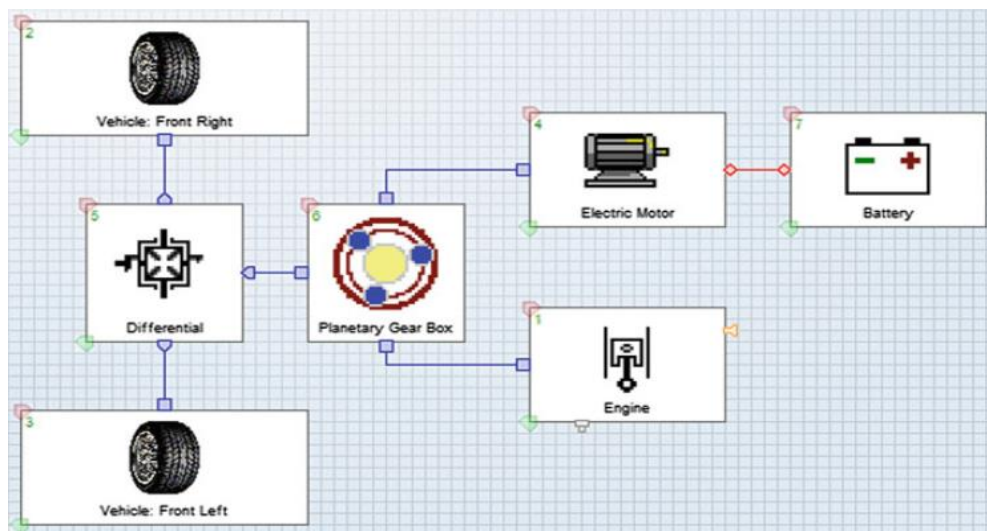 2
Vehicle: Front Right
4
Electric Motor
7
Battery
5
Differential
6
Planetary Gear Box
1
Engine
3
Vehicle: Front Left